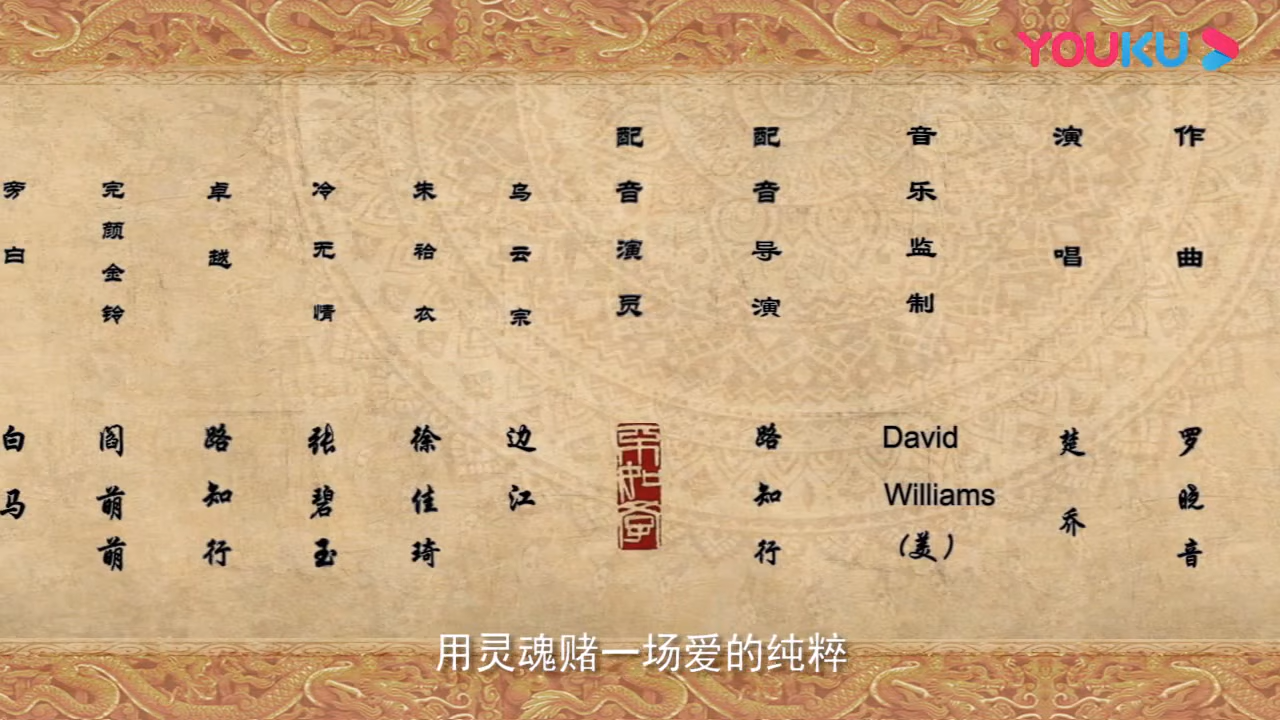 YOUKU
作曲
罗晓音
演唱
楚乔
音乐监制
David
Williams
(美)
配音导演
路知行
配音演员
乌云宗
边江
朱袷衣
徐佳琦
冷无情
张碧玉
卓越
路知行
完颜金铃
阎萌萌
旁白
白马
用灵魂赌一场爱的纯粹